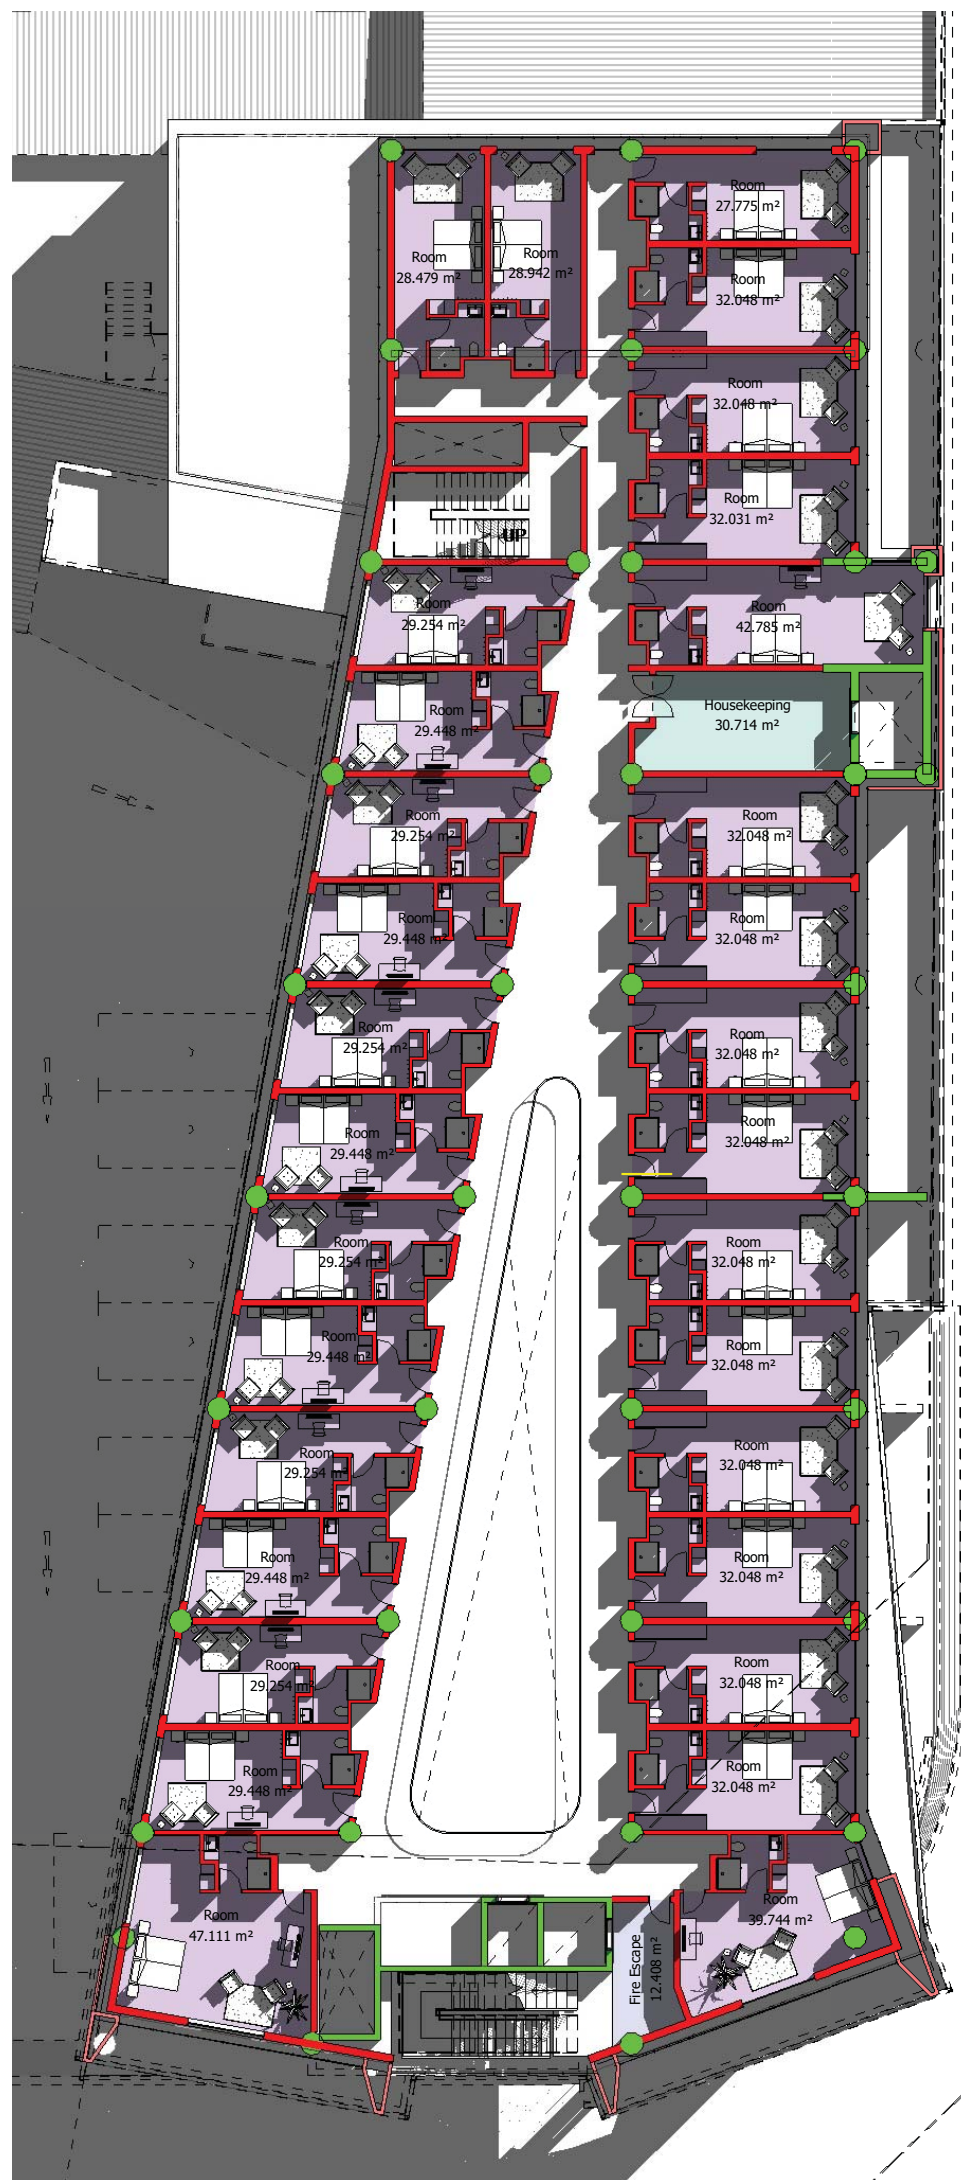 Room
27.775 m²
Room
28.479 m²
Room
28.942 m²
Room
32.048 m²
Room
32.048 m²
Room
32.031 m²
UP
Room
29.254 m²
Room
42.785 m²
Room
29.448 m²
Housekeeping
30.714 m²
Room
29.254 m²
Room
32.048 m²
Room
29.448 m²
Room
32.048 m²
Room
29.254 m²
Room
32.048 m²
Room
29.448 m²
Room
32.048 m²
Room
29.254 m²
Room
32.048 m²
Room
29.448 m²
Room
32.048 m²
Room
29.254 m²
Room
32.048 m²
Room
29.448 m²
Room
32.048 m²
Room
29.254 m²
Room
32.048 m²
Room
29.448 m²
Room
32.048 m²
Room
47.111 m²
Room
39.744 m²
Fire Escape
12.408 m²